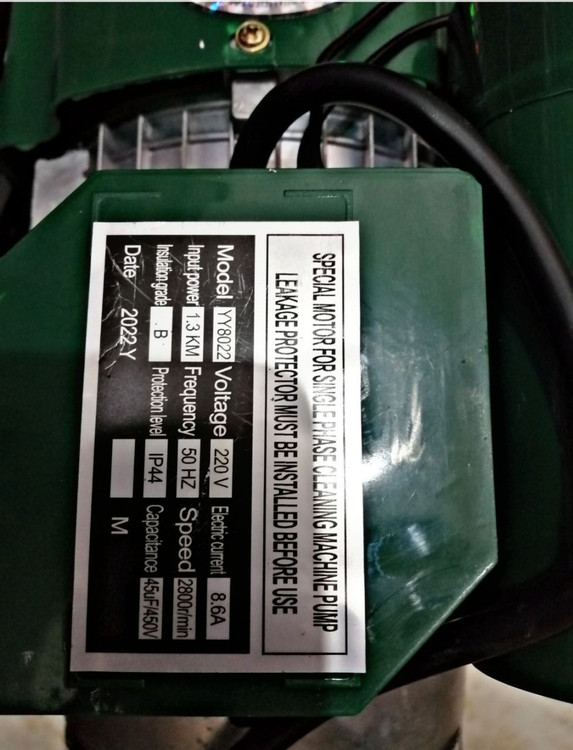 SPECIAL MOTOR FOR SINGLE PHASE CLEANING MACHINE PUMP
LEAKAGE PROTECTOR MUST BE INSTALLED BEFORE USE
Model YY8022 Voltage 220 V Electric current 8.6A
Input power 1.3 KM Frequency 50 HZ Speed 2800r/min
Insulation grade B Protection level IP44 Capacitance 45uF/450V
Date 2022 Y M